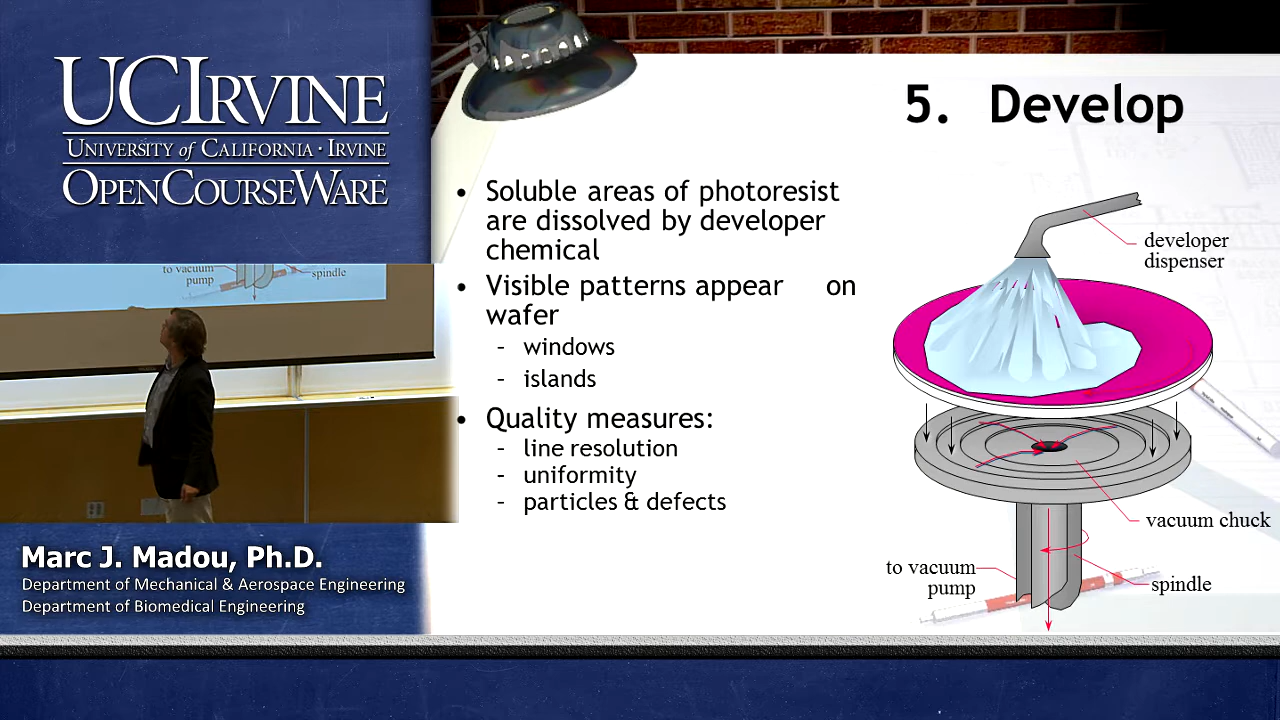 UCIRVINE
UNIVERSITY of CALIFORNIA · IRVINE
OPENCOURSEWARE
5. Develop
• Soluble areas of photoresist
are dissolved by developer
chemical
• Visible patterns appear on
wafer
- windows
- islands
• Quality measures:
- line resolution
- uniformity
- particles & defects
developer
dispenser
vacuum chuck
to vacuum
pump
spindle
to vacuum
pump
spindle
Marc J. Madou, Ph.D.
Department of Mechanical & Aerospace Engineering
Department of Biomedical Engineering